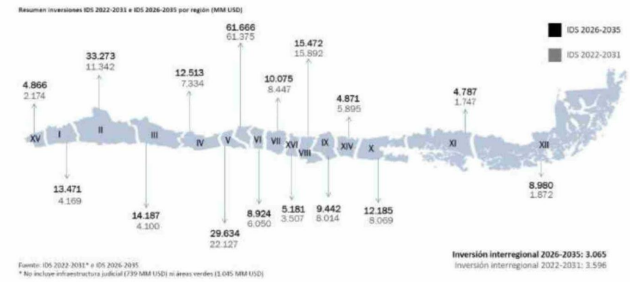 Resumen inversiones IDS 2022-2031 e IDS 2026-2035 por región (MM USD)
IDS 2026-2035
IDS 2022-2031
61.666
61.375
15.472
15.892
33.273
11.342
12.513
7.334
10.075
8.447
4.866
2.174
4.871
5.895
4.787
1.747
XV
I
II
III
IV
V
VI
VII
XVI
VIII
IX
XIV
X
XI
XII
13.471
4.169
14.187
4.100
29.634
22.127
8.924
6.050
5.181
3.507
9.442
8.014
12.185
8.069
8.980
1.872
Inversión interregional 2026-2035: 3.065
Inversión interregional 2022-2031: 3.596
Fuente: IDS 2022-2031* e IDS 2026-2035
* No incluye infraestructura judicial (739 MM USD) ni áreas verdes (1.045 MM USD)